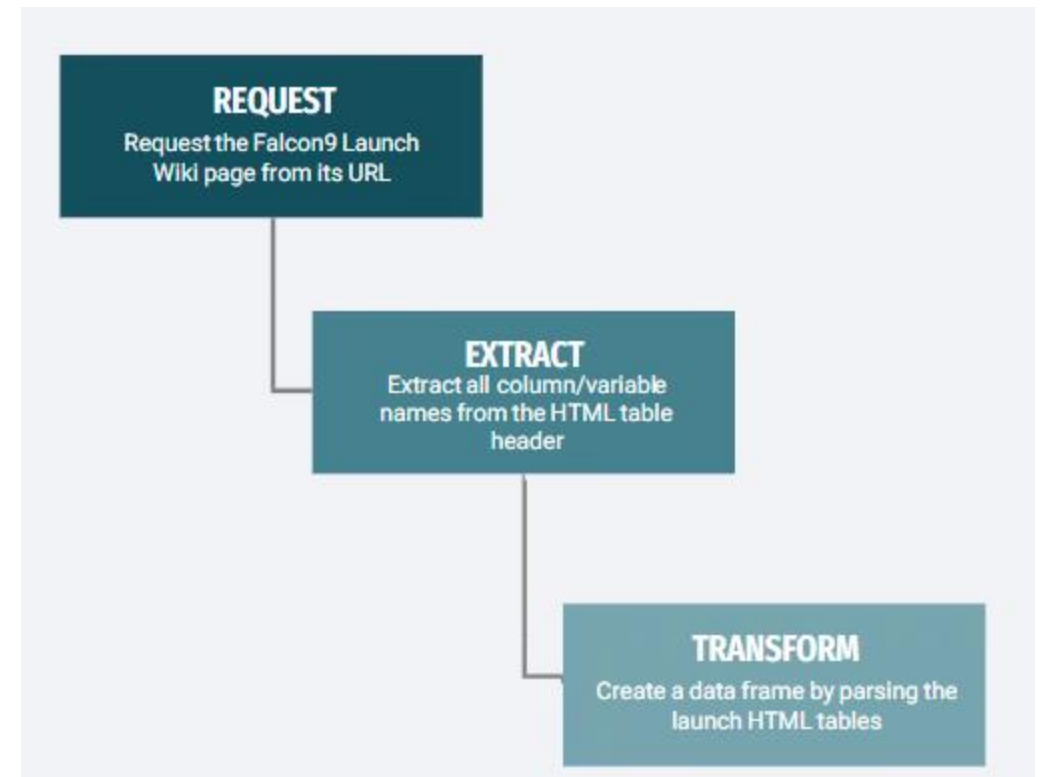 REQUEST
Request the Falcon9 Launch
Wiki page from its URL
EXTRACT
Extract all column/variable
names from the HTML table
header
TRANSFORM
Create a data frame by parsing the
launch HTML tables